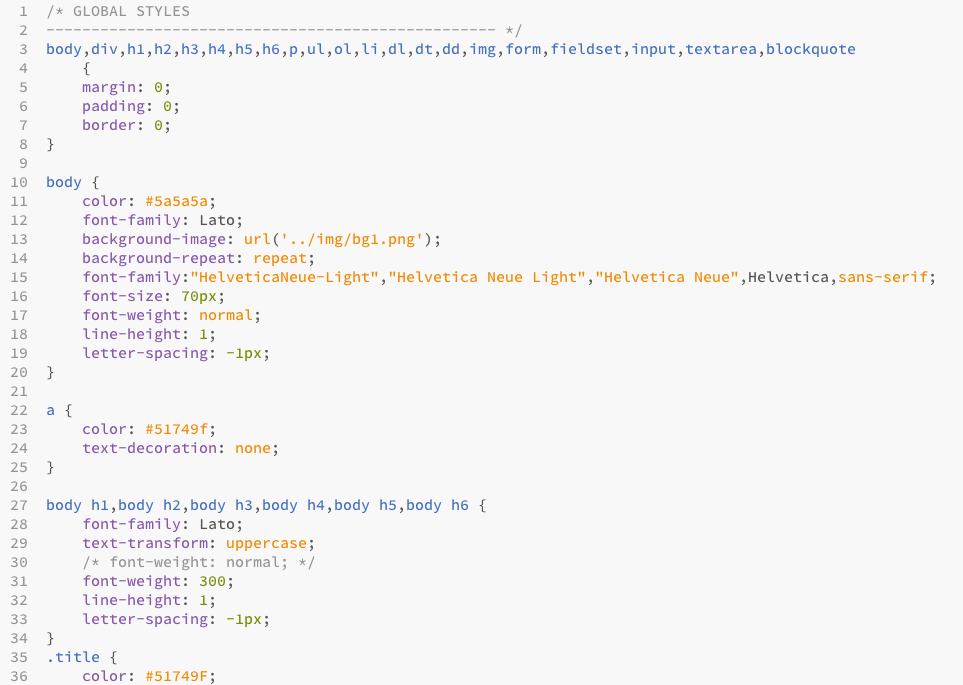 1 /* GLOBAL STYLES
2 -------------------------------------------------- */
3 body,div,h1,h2,h3,h4,h5,h6,p,ul,ol,li,dl,dt,dd,img,form,fieldset,input,textarea,blockquote
4     {
5     margin: 0;
6     padding: 0;
7     border: 0;
8 }
9
10 body {
11     color: #5a5a5a;
12     font-family: Lato;
13     background-image: url('../img/bg1.png');
14     background-repeat: repeat;
15     font-family:"HelveticaNeue-Light","Helvetica Neue Light","Helvetica Neue",Helvetica,sans-serif;
16     font-size: 70px;
17     font-weight: normal;
18     line-height: 1;
19     letter-spacing: -1px;
20 }
21
22 a {
23     color: #51749f;
24     text-decoration: none;
25 }
26
27 body h1,body h2,body h3,body h4,body h5,body h6 {
28     font-family: Lato;
29     text-transform: uppercase;
30     /* font-weight: normal; */
31     font-weight: 300;
32     line-height: 1;
33     letter-spacing: -1px;
34 }
35 .title {
36     color: #51749F;